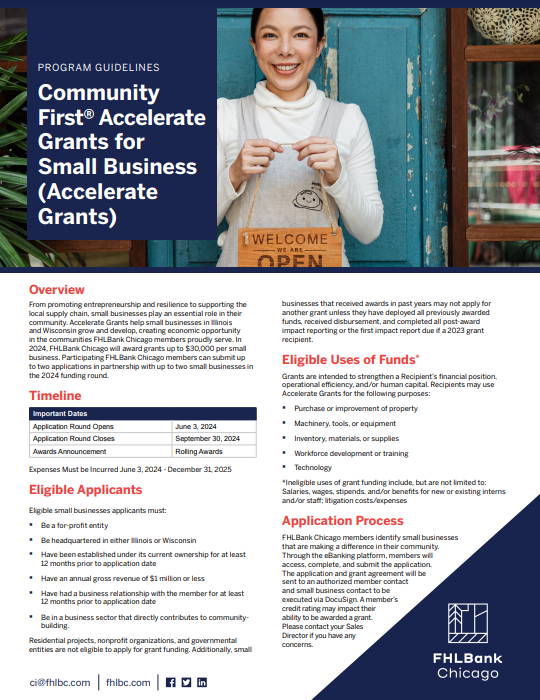 PROGRAM GUIDELINES
Community
First® Accelerate
Grants for
Small Business
(Accelerate
Grants)
WELCOME
WE ARE
OPEN
Overview
From promoting entrepreneurship and resilience to supporting the
local supply chain, small businesses play an essential role in their
community. Accelerate Grants help small businesses in Illinois
and Wisconsin grow and develop, creating economic opportunity
in the communities FHLBank Chicago members proudly serve. In
2024, FHLBank Chicago will award grants up to $30,000 per small
business. Participating FHLBank Chicago members can submit up
to two applications in partnership with up to two small businesses in
the 2024 funding round.
Timeline
Important Dates
Application Round Opens June 3, 2024
Application Round Closes September 30, 2024
Awards Announcement Rolling Awards
Expenses Must be Incurred June 3, 2024 - December 31, 2025
Eligible Applicants
Eligible small businesses applicants must:
▪ Be a for-profit entity
▪ Be headquartered in either Illinois or Wisconsin
▪ Have been established under its current ownership for at least
12 months prior to application date
▪ Have an annual gross revenue of $1 million or less
▪ Have had a business relationship with the member for at least
12 months prior to application date
▪ Be in a business sector that directly contributes to community-
building.
Residential projects, nonprofit organizations, and governmental
entities are not eligible to apply for grant funding. Additionally, small
businesses that received awards in past years may not apply for
another grant unless they have deployed all previously awarded
funds, received disbursement, and completed all post-award
impact reporting or the first impact report due if a 2023 grant
recipient.
Eligible Uses of Funds*
Grants are intended to strengthen a Recipient's financial position,
operational efficiency, and/or human capital. Recipients may use
Accelerate Grants for the following purposes:
▪ Purchase or improvement of property
▪ Machinery, tools, or equipment
▪ Inventory, materials, or supplies
▪ Workforce development or training
▪ Technology
*Ineligible uses of grant funding include, but are not limited to:
Salaries, wages, stipends, and/or benefits for new or existing interns
and/or staff; litigation costs/expenses
Application Process
FHLBank Chicago members identify small businesses
that are making a difference in their community.
Through the eBanking platform, members will
access, complete, and submit the application.
The application and grant agreement will be
sent to an authorized member contact
and small business contact to be
executed via DocuSign. A member's
credit rating may impact their
ability to be awarded a grant.
Please contact your Sales
Director if you have any
concerns.
FHLBank
Chicago
ci@fhlbc.com | fhlbc.com